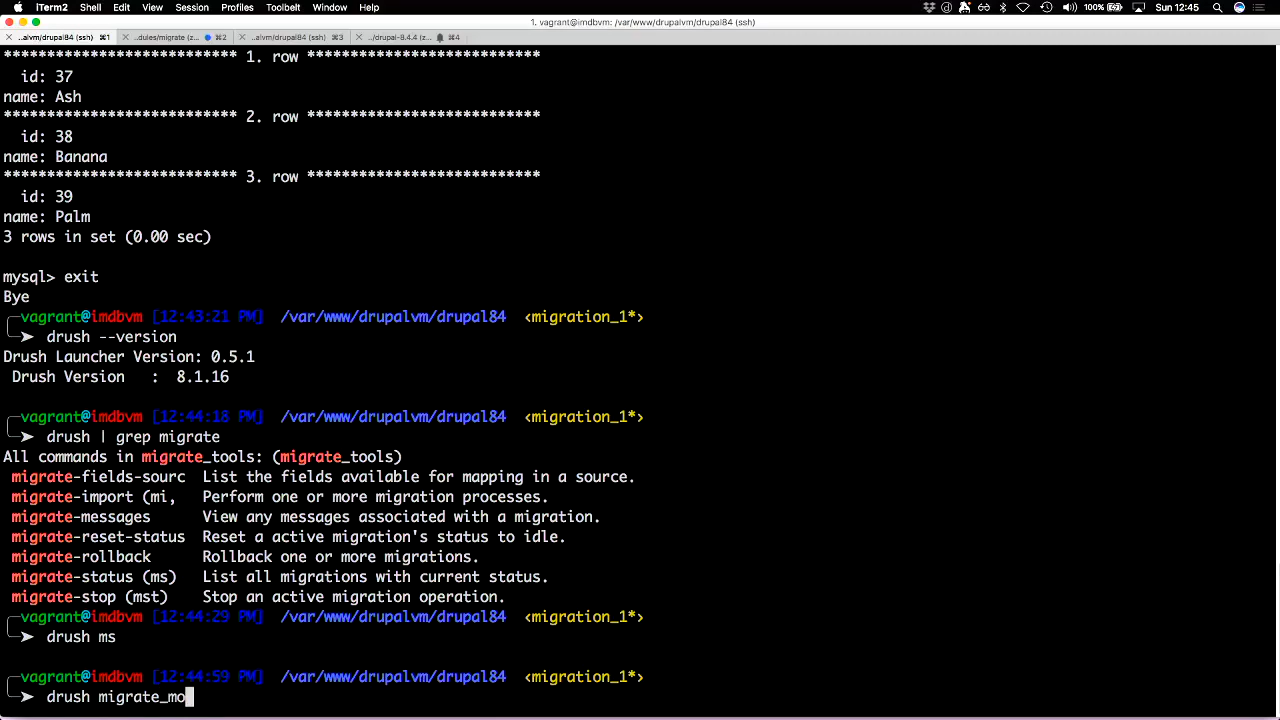 iTerm2 Shell Edit View Session Profiles Toolbelt Window Help 100% Sun 12:45
1. vagrant@imdbvm: /var/www/drupalvm/drupal84 (ssh)
..alvm/drupal84 (ssh) ⌘1 ..dules/migrate (z... ⌘2 ..alvm/drupal84 (ssh) ⌘3 ../drupal-8.4.4 (z... ⌘4
*************************** 1. row ***************************
id: 37
name: Ash
*************************** 2. row ***************************
id: 38
name: Banana
*************************** 3. row ***************************
id: 39
name: Palm
3 rows in set (0.00 sec)
mysql> exit
Bye
vagrant@imdbvm [12:43:21 PM] /var/www/drupalvm/drupal84 <migration_1*>
drush --version
Drush Launcher Version: 0.5.1
Drush Version : 8.1.16
vagrant@imdbvm [12:44:18 PM] /var/www/drupalvm/drupal84 <migration_1*>
drush | grep migrate
All commands in migrate_tools: (migrate_tools)
migrate-fields-sourc List the fields available for mapping in a source.
migrate-import (mi, Perform one or more migration processes.
migrate-messages View any messages associated with a migration.
migrate-reset-status Reset a active migration's status to idle.
migrate-rollback Rollback one or more migrations.
migrate-status (ms) List all migrations with current status.
migrate-stop (mst) Stop an active migration operation.
vagrant@imdbvm [12:44:29 PM] /var/www/drupalvm/drupal84 <migration_1*>
drush ms
vagrant@imdbvm [12:44:59 PM] /var/www/drupalvm/drupal84 <migration_1*>
drush migrate_mo